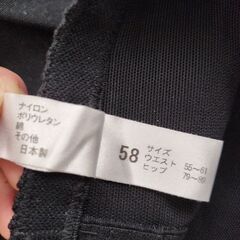 ナイロン
ポリウレタン
綿
その他
日本製
58
サイズ
ウエスト 55～61
ヒップ 79～89